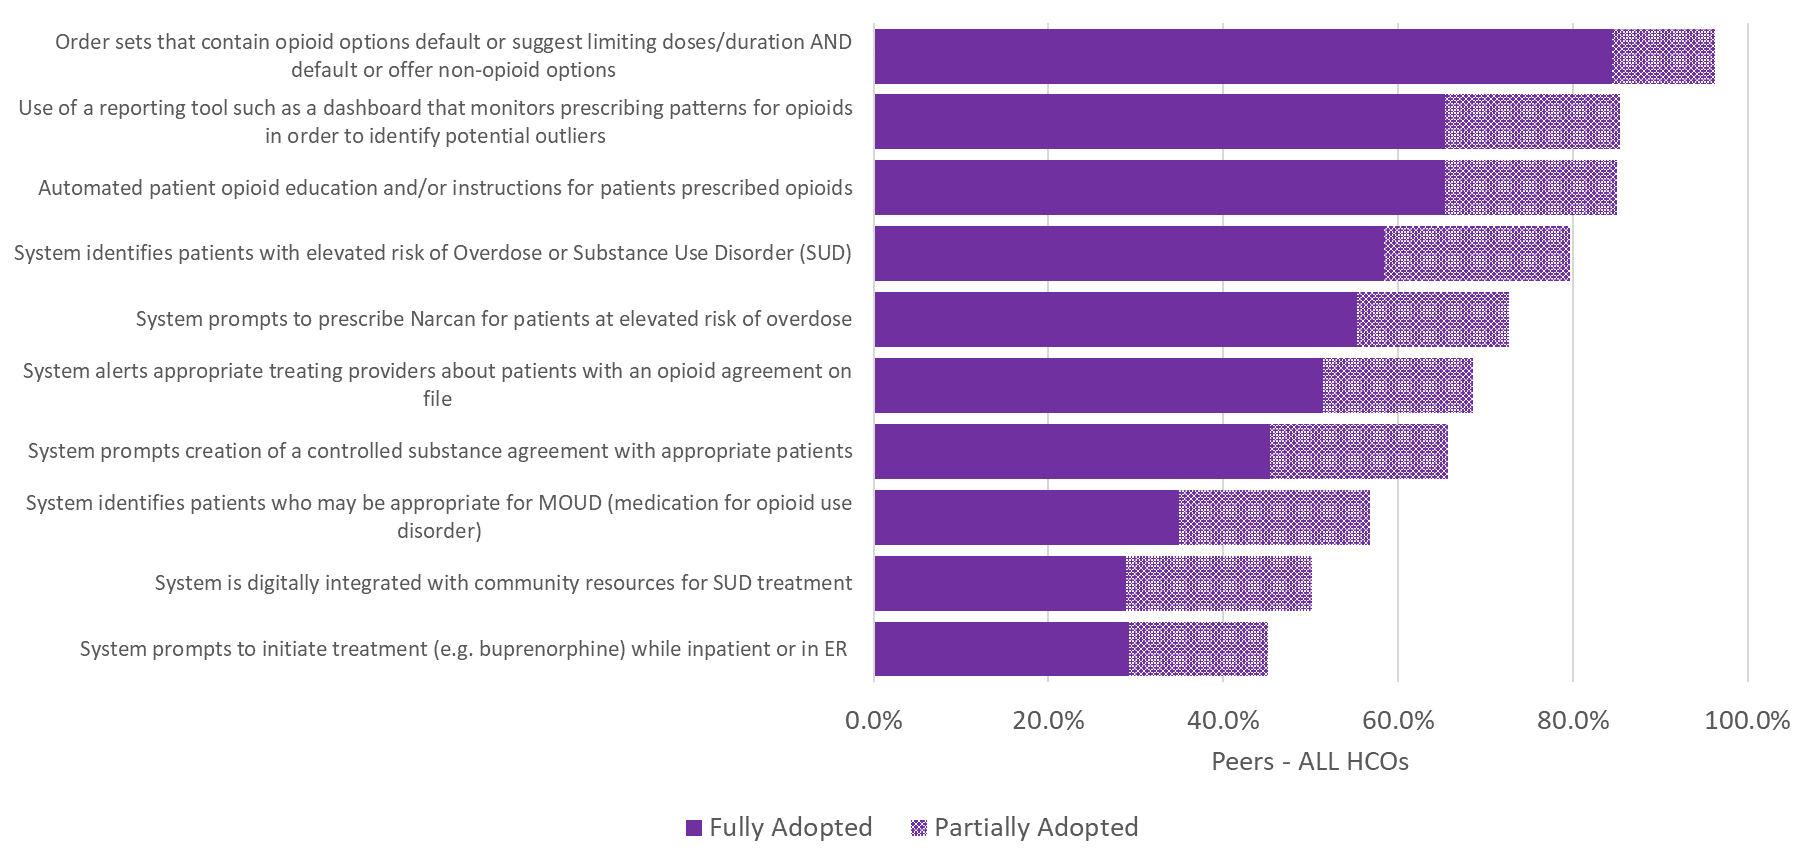 Order sets that contain opioid options default or suggest limiting doses/duration AND
default or offer non-opioid options
Use of a reporting tool such as a dashboard that monitors prescribing patterns for opioids
in order to identify potential outliers
Automated patient opioid education and/or instructions for patients prescribed opioids
System identifies patients with elevated risk of Overdose or Substance Use Disorder (SUD)
System prompts to prescribe Narcan for patients at elevated risk of overdose
System alerts appropriate treating providers about patients with an opioid agreement on
file
System prompts creation of a controlled substance agreement with appropriate patients
System identifies patients who may be appropriate for MOUD (medication for opioid use
disorder)
System is digitally integrated with community resources for SUD treatment
System prompts to initiate treatment (e.g. buprenorphine) while inpatient or in ER
0.0% 20.0% 40.0% 60.0% 80.0% 100.0%
Peers - ALL HCOs
Fully Adopted Partially Adopted